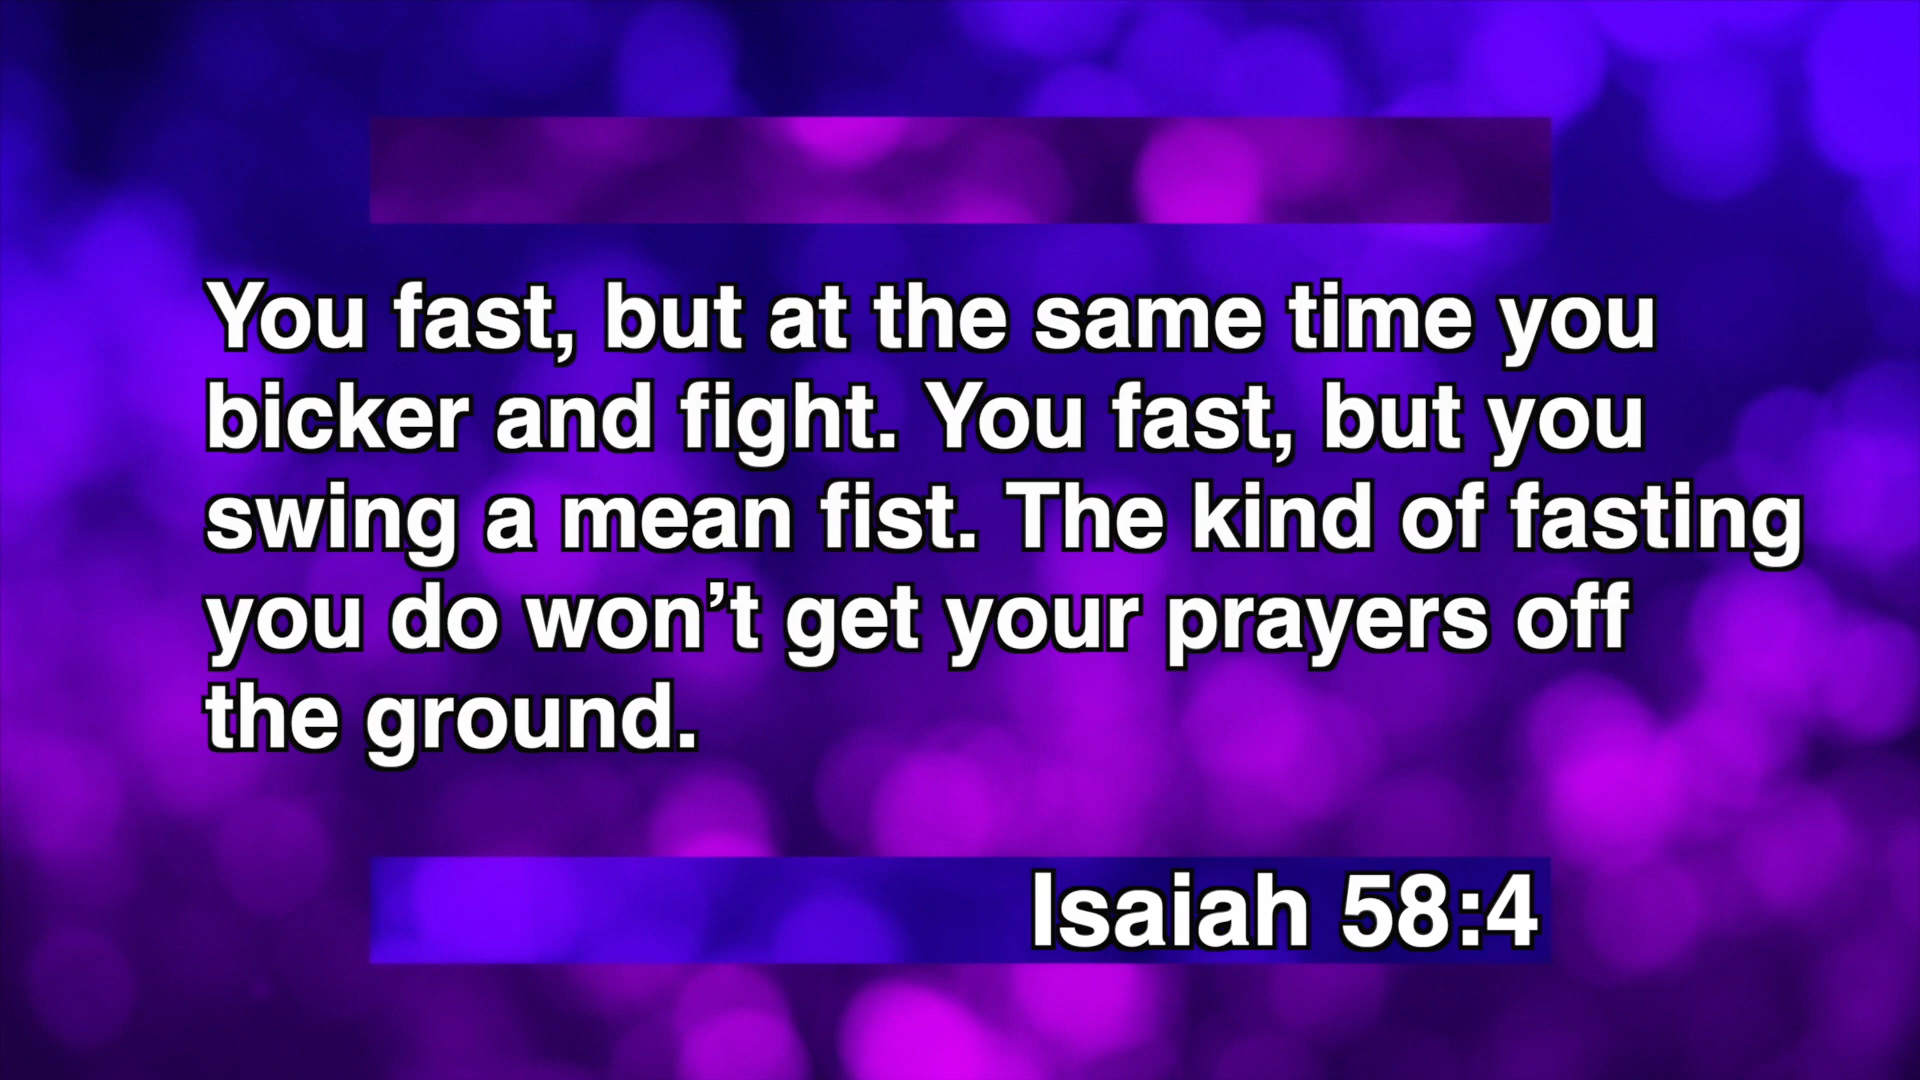 You fast, but at the same time you
bicker and fight. You fast, but you
swing a mean fist. The kind of fasting
you do won’t get your prayers off
the ground.
Isaiah 58:4